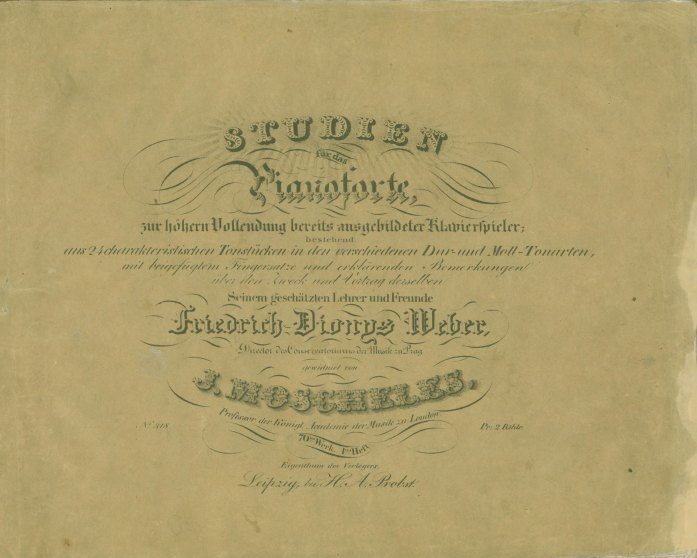 STUDIEN
für das
Pianoforte,
zur höhern Vollendung bereits ausgebildeter Klavierspieler;
bestehend
aus 24 charakteristischen Tonstücken in den verschiedenen Dur- und Moll-Tonarten,
mit beigefügtem Fingersatze und erklärenden Bemerkungen
über den Zweck und Vortrag derselben
Seinem geschätzten Lehrer und Freunde
Friedrich Dionys Weber,
Director des Conservatoriums der Musik zu Prag
gewidmet von
J. MOSCHELES,
Professor der Königl. Academie der Musik zu London
No. 318
Pr. 2 Rthlr.
70tes Werk. 1tes Heft
Eigenthum des Verlegers.
Leipzig, bei H. A. Probst.